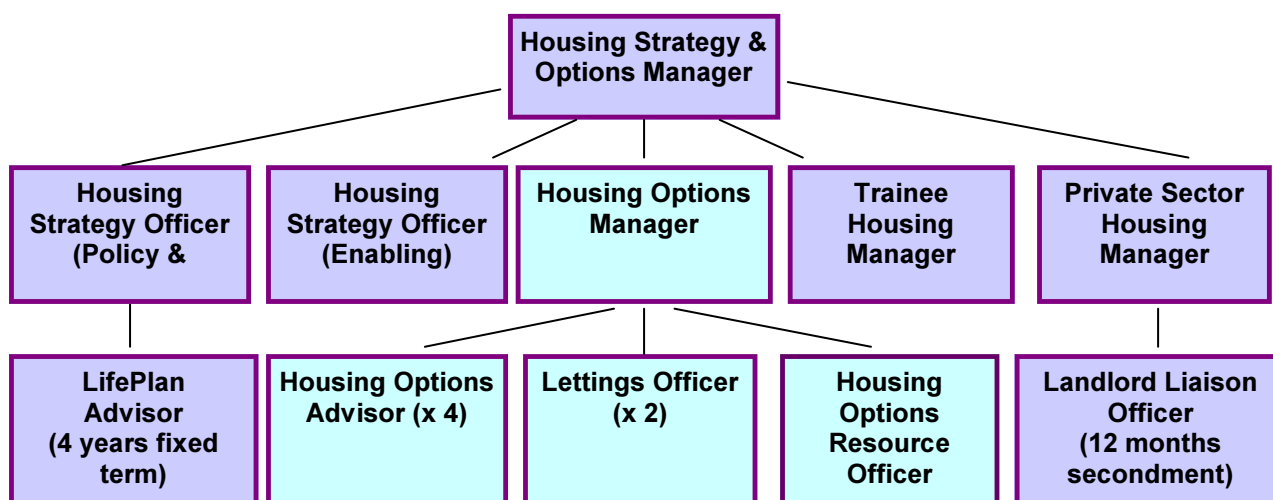 Housing Strategy &
Options Manager
Housing
Strategy Officer
(Policy &
Housing
Strategy Officer
(Enabling)
Housing Options
Manager
Trainee
Housing
Manager
Private Sector
Housing
Manager
LifePlan
Advisor
(4 years fixed
term)
Housing Options
Advisor (x 4)
Lettings Officer
(x 2)
Housing
Options
Resource
Officer
Landlord Liaison
Officer
(12 months
secondment)